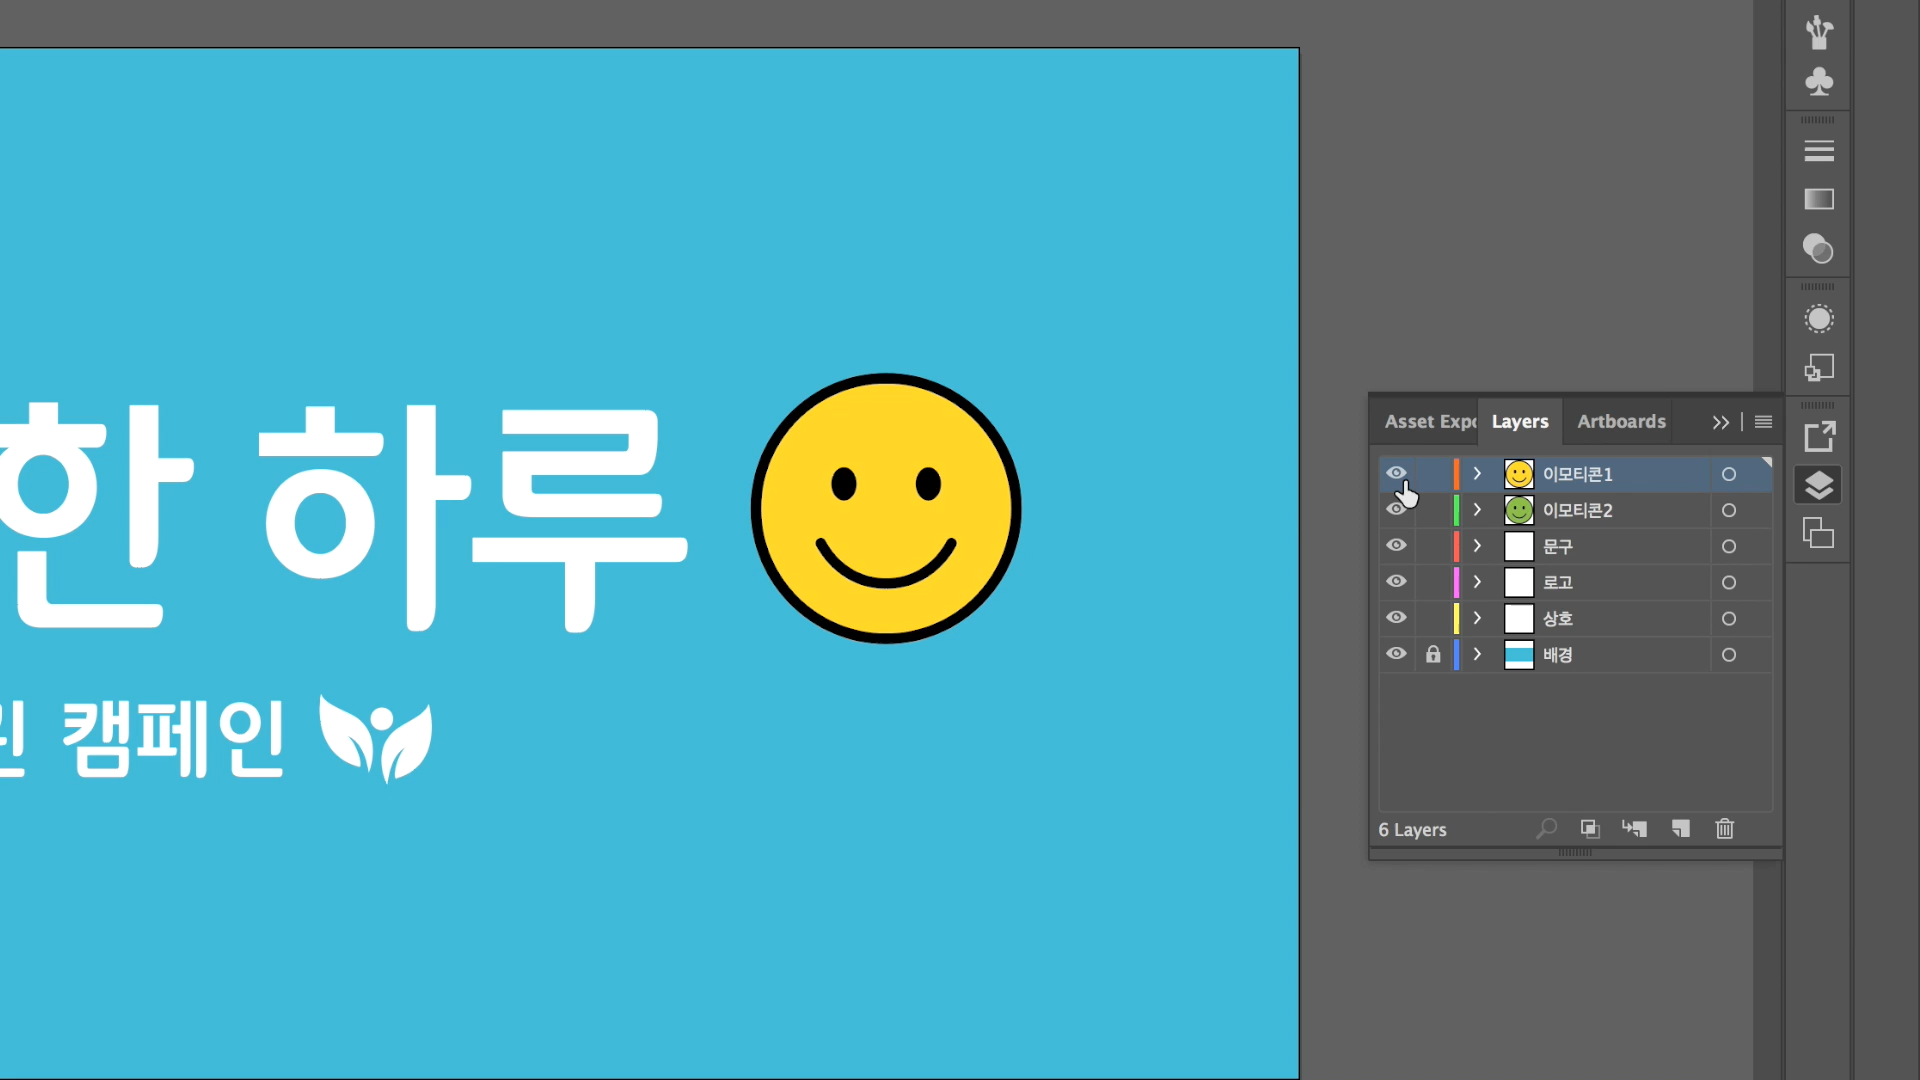 한 하루
캠페인
Asset Expo Layers Artboards
이모티콘1
이모티콘2
문구
로고
상호
배경
6 Layers